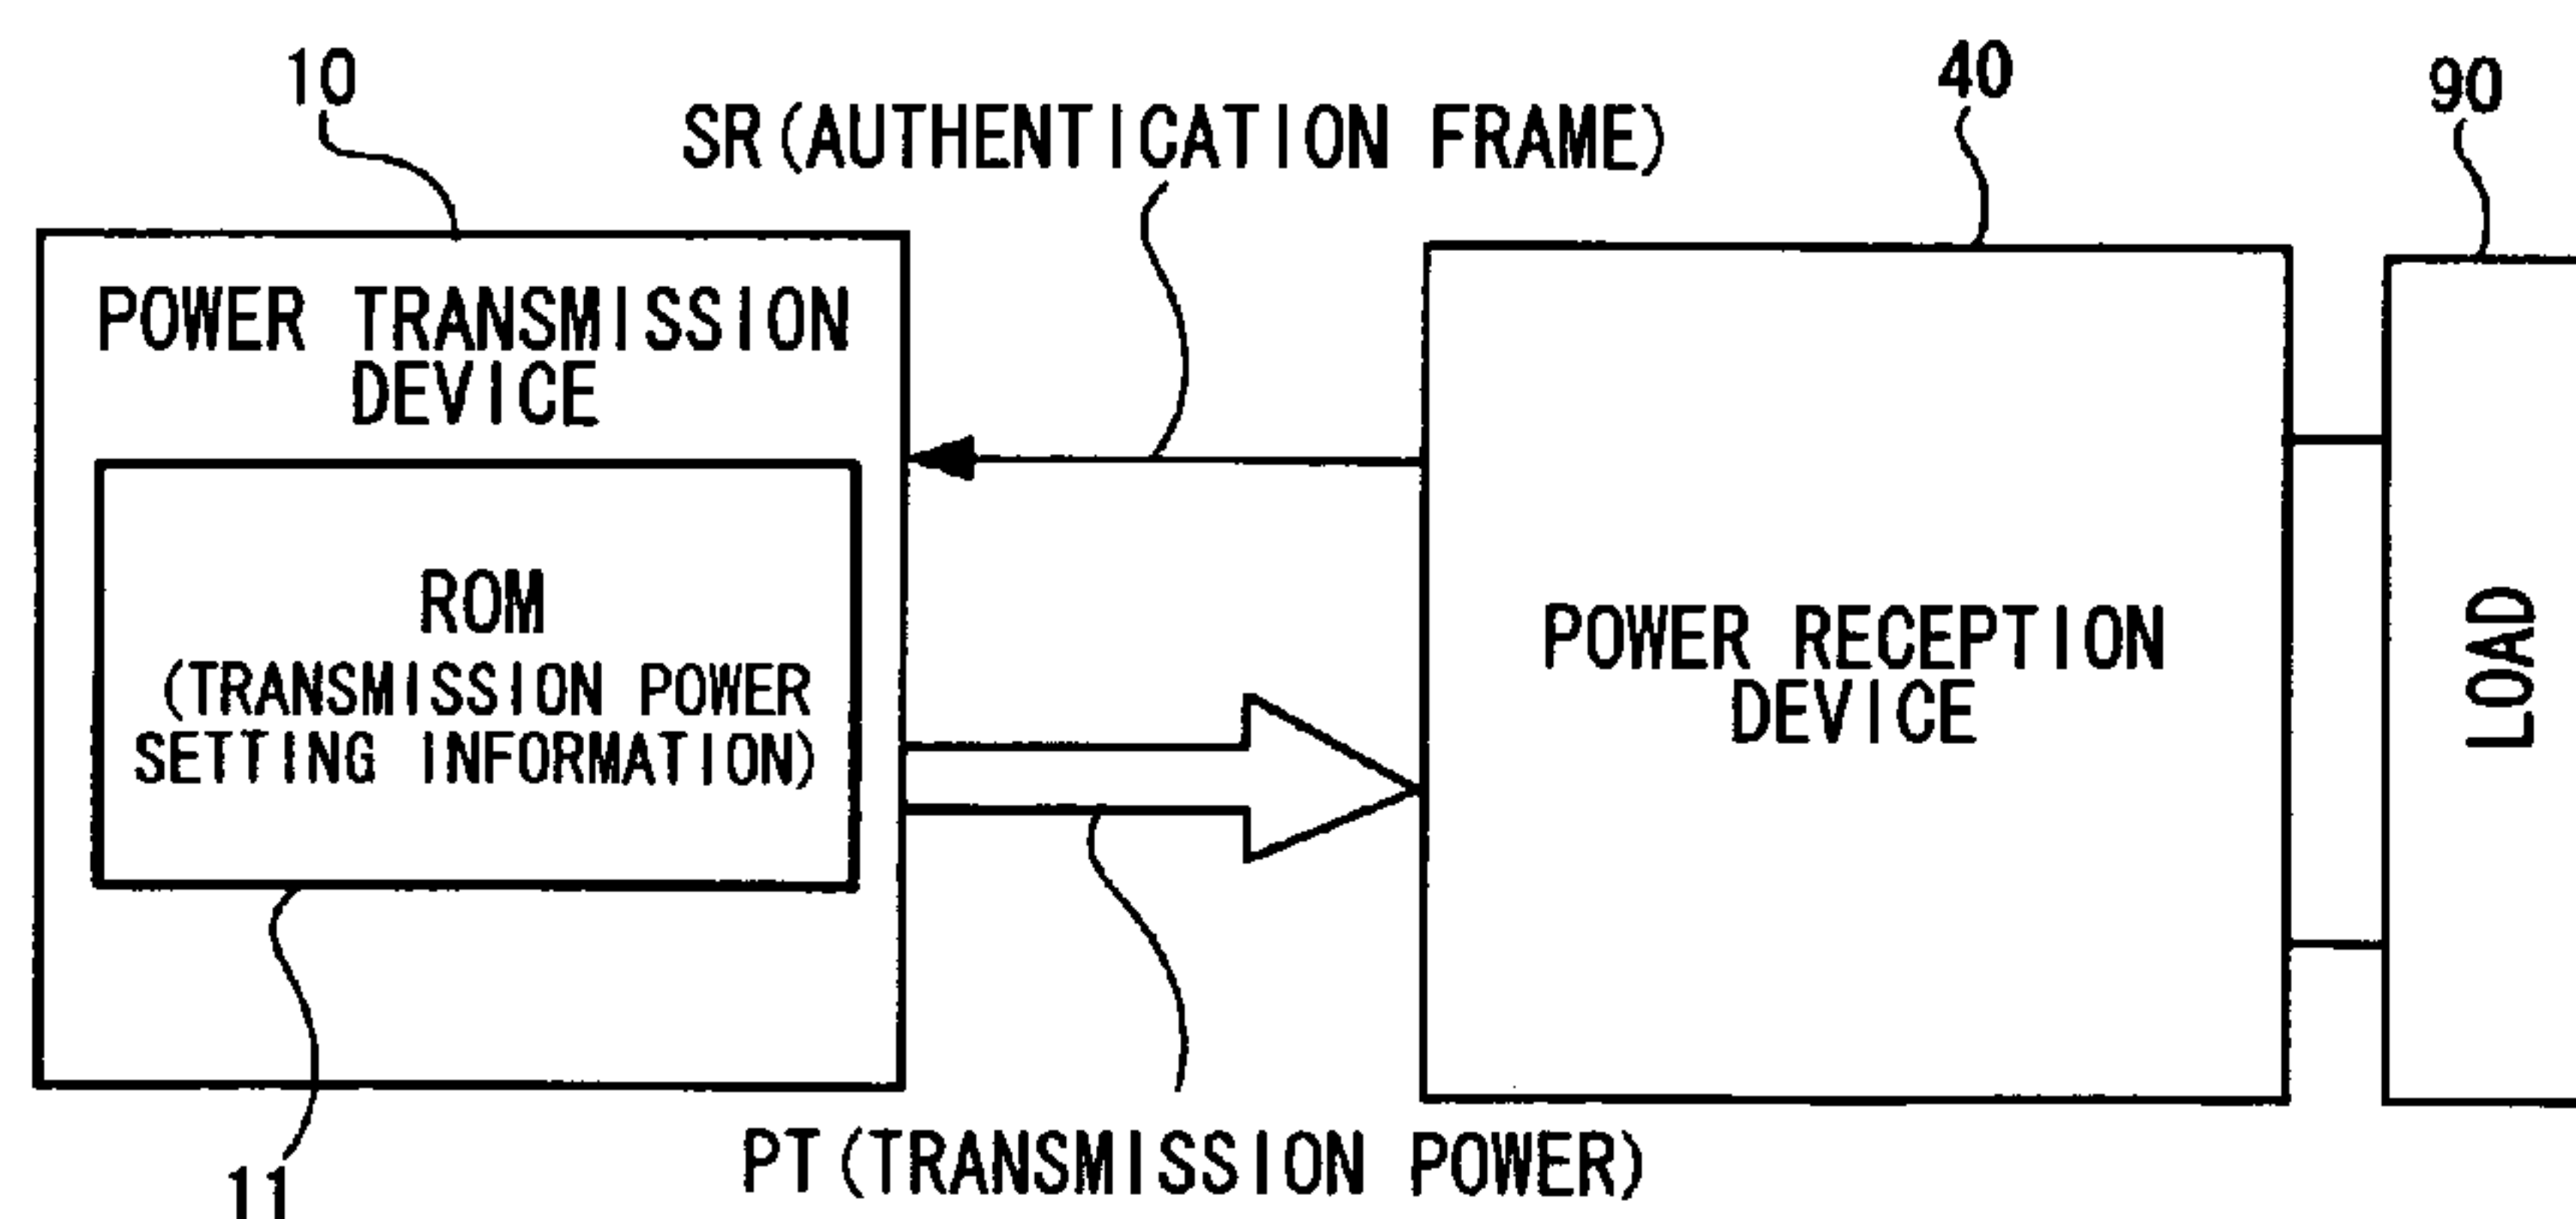 10
SR(AUTHENTICATION FRAME)
40
90
POWER TRANSMISSION
DEVICE
ROM
(TRANSMISSION POWER
SETTING INFORMATION)
POWER RECEPTION
DEVICE
LOAD
PT(TRANSMISSION POWER)
11